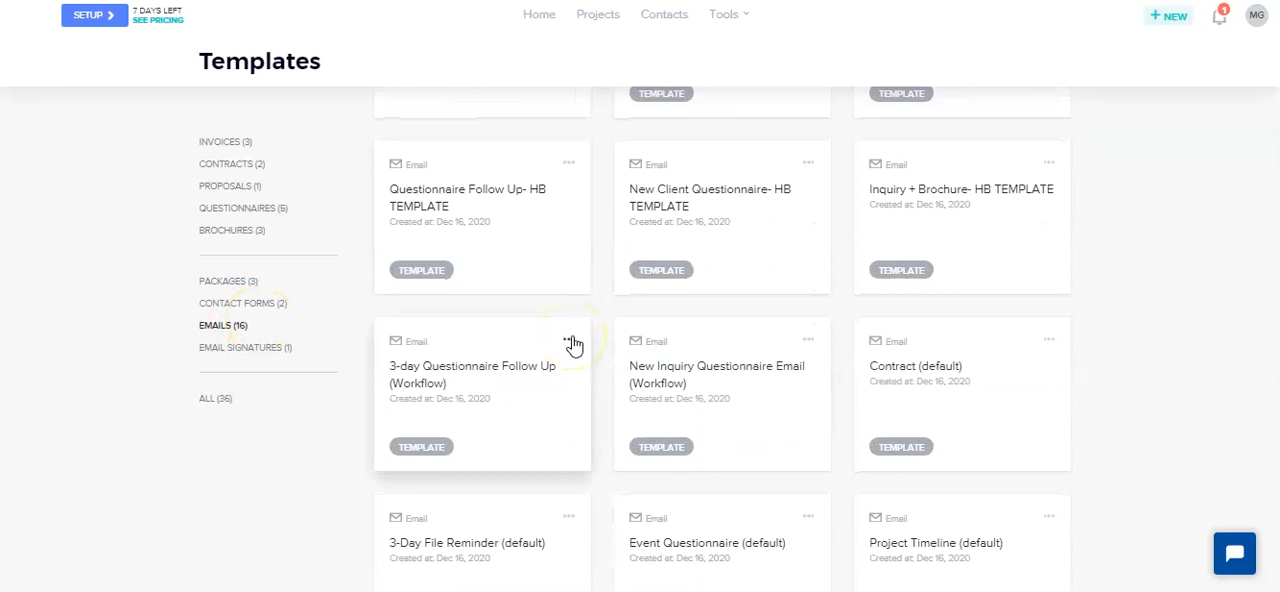 SETUP
7 DAYS LEFT
SEE PRICING
Home
Projects
Contacts
Tools
+ NEW
1
MG
Templates
TEMPLATE
TEMPLATE
INVOICES (3)
CONTRACTS (2)
PROPOSALS (1)
QUESTIONNAIRES (5)
BROCHURES (3)
PACKAGES (3)
CONTACT FORMS (2)
EMAILS (16)
EMAIL SIGNATURES (1)
ALL (36)
Email
Questionnaire Follow Up- HB
TEMPLATE
Created at: Dec 16, 2020
TEMPLATE
Email
New Client Questionnaire- HB
TEMPLATE
Created at: Dec 16, 2020
TEMPLATE
Email
Inquiry + Brochure- HB TEMPLATE
Created at: Dec 16, 2020
TEMPLATE
Email
3-day Questionnaire Follow Up
(Workflow)
Created at: Dec 16, 2020
TEMPLATE
Email
New Inquiry Questionnaire Email
(Workflow)
Created at: Dec 16, 2020
TEMPLATE
Email
Contract (default)
Created at: Dec 16, 2020
TEMPLATE
Email
3-Day File Reminder (default)
Created at: Dec 16, 2020
Email
Event Questionnaire (default)
Created at: Dec 16, 2020
Email
Project Timeline (default)
Created at: Dec 16, 2020